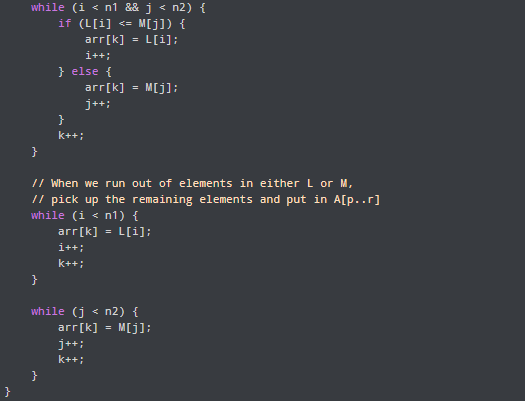 while (i < n1 && j < n2) {
if (L[i] <= M[j]) {
arr[k] = L[i];
i++;
} else {
arr[k] = M[j];
j++;
}
k++;
}
// When we run out of elements in either L or M,
// pick up the remaining elements and put in A[p..r]
while (i < n1) {
arr[k] = L[i];
i++;
k++;
}
while (j < n2) {
arr[k] = M[j];
j++;
k++;
}
}